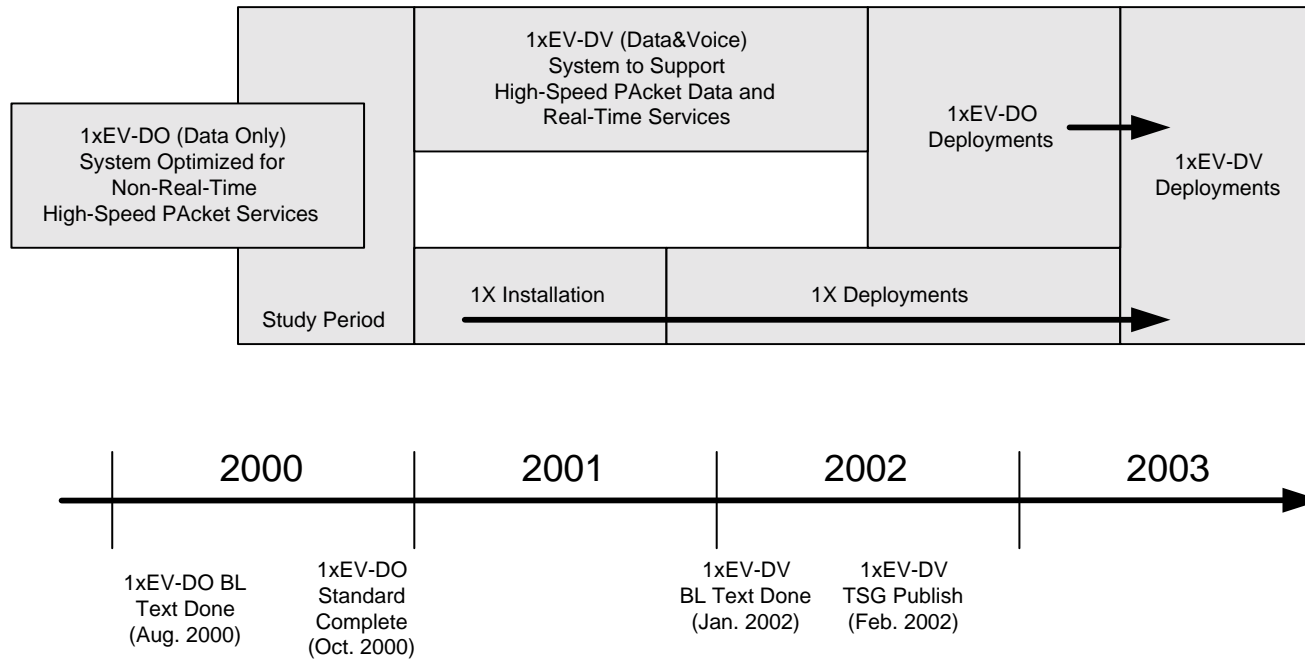 1xEV-DO (Data Only)
System Optimized for
Non-Real-Time
High-Speed PAcket Services
Study Period
1xEV-DV (Data&Voice)
System to Support
High-Speed PAcket Data and
Real-Time Services
1xEV-DO
Deployments
1xEV-DV
Deployments
1X Installation
1X Deployments
2000
2001
2002
2003
1xEV-DO BL
Text Done
(Aug. 2000)
1xEV-DO
Standard
Complete
(Oct. 2000)
1xEV-DV
BL Text Done
(Jan. 2002)
1xEV-DV
TSG Publish
(Feb. 2002)